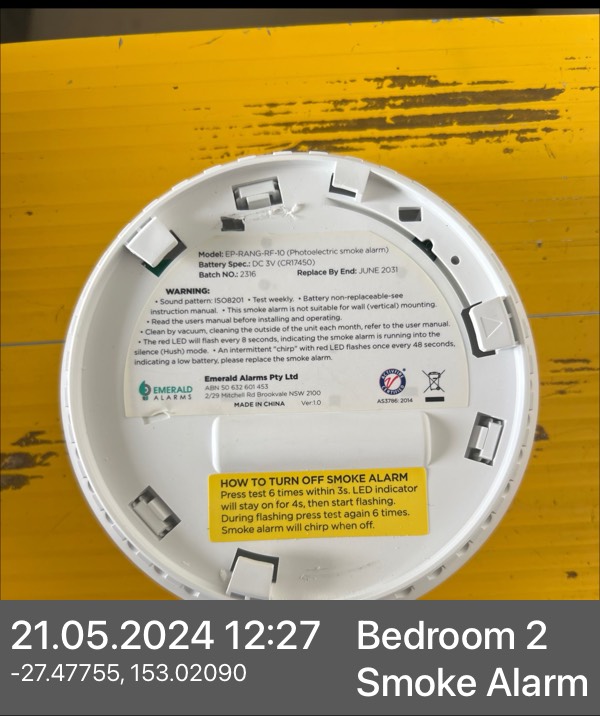 Model: EP-RANG-RF-10 (Photoelectric smoke alarm)
Battery Spec.: DC 3V (CR17450)
Batch NO.: 2316 Replace By End: JUNE 2031
WARNING:
• Sound pattern: ISO8201 • Test weekly. • Battery non-replaceable-see
instruction manual. • This smoke alarm is not suitable for wall (vertical) mounting.
• Read the users manual before installing and operating.
• Clean by vacuum, cleaning the outside of the unit each month, refer to the user manual.
• The red LED will flash every 8 seconds, indicating the smoke alarm is running into the
silence (Hush) mode. • An intermittent "chirp" with red LED flashes once every 48 seconds,
indicating a low battery, please replace the smoke alarm.
EMERALD
ALARMS
Emerald Alarms Pty Ltd
ABN 50 632 601 453
2/29 Mitchell Rd Brookvale NSW 2100
MADE IN CHINA Ver:1.0
AS3786: 2014
HOW TO TURN OFF SMOKE ALARM
Press test 6 times within 3s. LED indicator
will stay on for 4s, then start flashing.
During flashing press test again 6 times.
Smoke alarm will chirp when off.
21.05.2024 12:27
-27.47755, 153.02090
Bedroom 2
Smoke Alarm